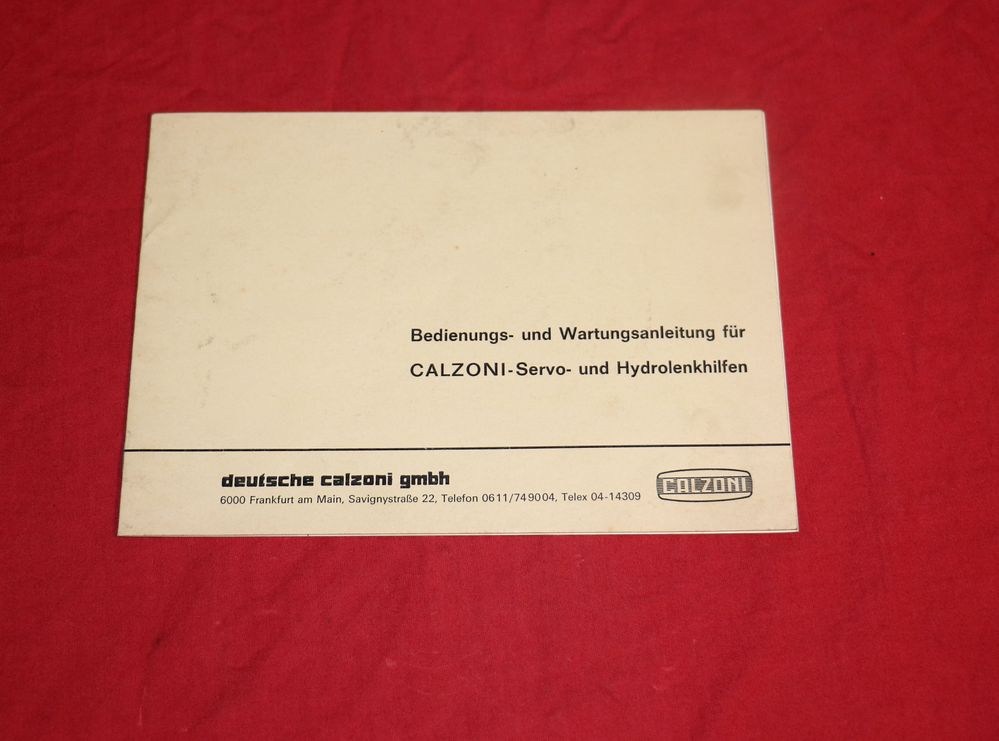 Bedienungs- und Wartungsanleitung für
CALZONI-Servo- und Hydrolenkhilfen
deutsche calzoni gmbh
6000 Frankfurt am Main, Savignystraße 22, Telefon 0611/749004, Telex 04-14309
CALZONI